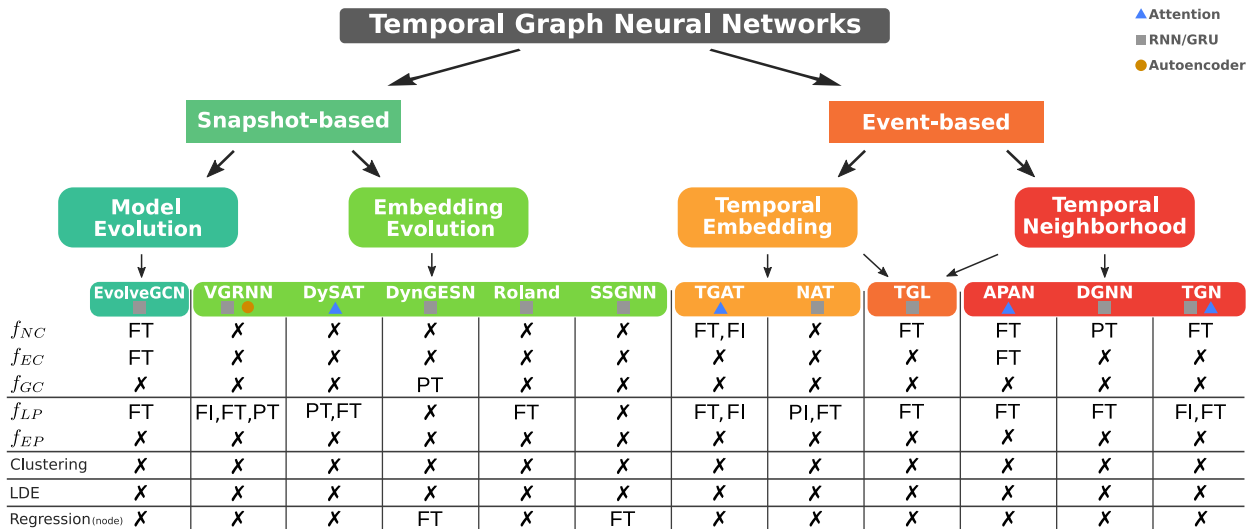 Temporal Graph Neural Networks
Attention
RNN/GRU
Autoencoder
Snapshot-based
Event-based
Model
Evolution
Embedding
Evolution
Temporal
Embedding
Temporal
Neighborhood
EvolveGCN VGRNN DySAT DynGESN Roland SSGNN TGAT NAT TGL APAN DGNN TGN
f_NC FT ✗ ✗ ✗ ✗ ✗ FT,FI ✗ FT FT PT FT
f_EC FT ✗ ✗ ✗ ✗ ✗ ✗ ✗ ✗ FT ✗ ✗
f_GC ✗ ✗ ✗ PT ✗ ✗ ✗ ✗ ✗ ✗ ✗ ✗
f_LP FT FI,FT,PT PT,FT ✗ FT ✗ FT,FI PI,FT FT FT FT FI,FT
f_EP ✗ ✗ ✗ ✗ ✗ ✗ ✗ ✗ ✗ ✗ ✗ ✗
Clustering ✗ ✗ ✗ ✗ ✗ ✗ ✗ ✗ ✗ ✗ ✗ ✗
LDE ✗ ✗ ✗ ✗ ✗ ✗ ✗ ✗ ✗ ✗ ✗ ✗
Regression(node) ✗ ✗ ✗ FT ✗ FT ✗ ✗ ✗ ✗ ✗ ✗